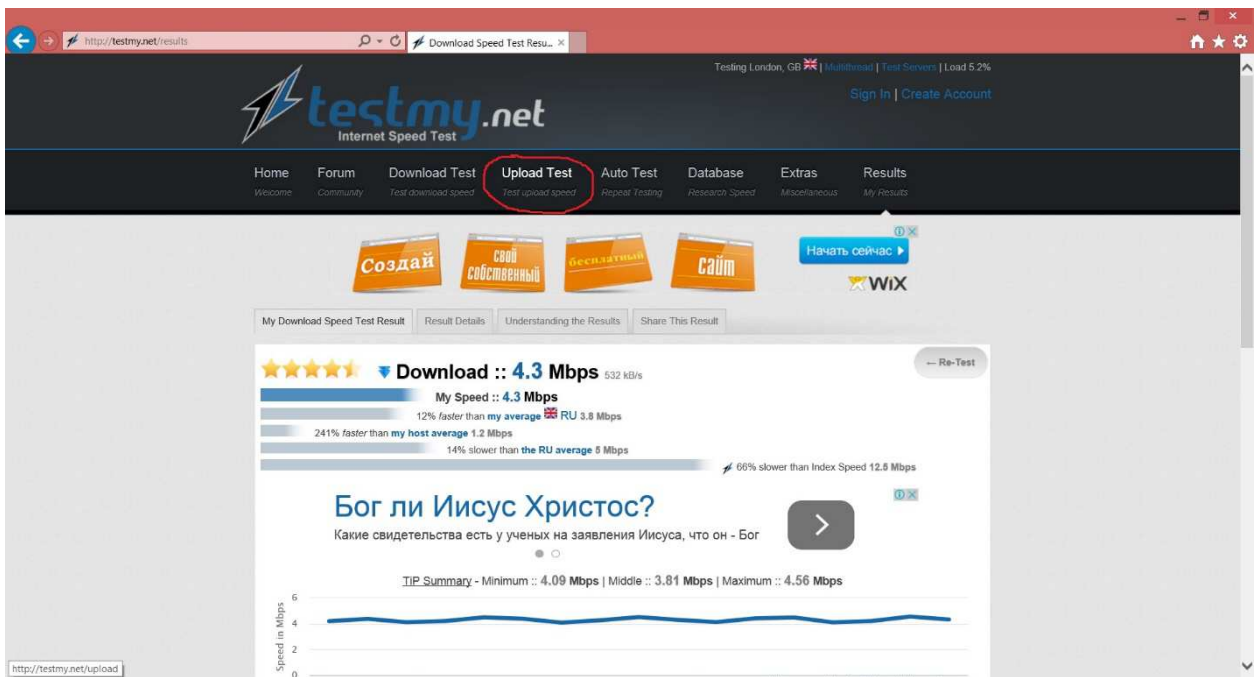 http://testmy.net/results
Download Speed Test Resu...
Testing London, GB | Multithread | Test Servers | Load 5.2%
Sign In | Create Account
testmy.net
Internet Speed Test
Home Forum Download Test Upload Test Auto Test Database Extras Results
Welcome Community Test download speed Test upload speed Repeat Testing Research Speed Miscellaneous My Results
Создай свой собственный бесплатный сайт
Начать сейчас
WiX
My Download Speed Test Result Result Details Understanding the Results Share This Result
Download :: 4.3 Mbps 532 kB/s
← Re-Test
My Speed :: 4.3 Mbps
12% faster than my average RU 3.8 Mbps
241% faster than my host average 1.2 Mbps
14% slower than the RU average 5 Mbps
66% slower than Index Speed 12.5 Mbps
Бог ли Иисус Христос?
Какие свидетельства есть у ученых на заявления Иисуса, что он - Бог
TiP Summary - Minimum :: 4.09 Mbps | Middle :: 3.81 Mbps | Maximum :: 4.56 Mbps
Speed in Mbps
6
4
2
0
http://testmy.net/upload